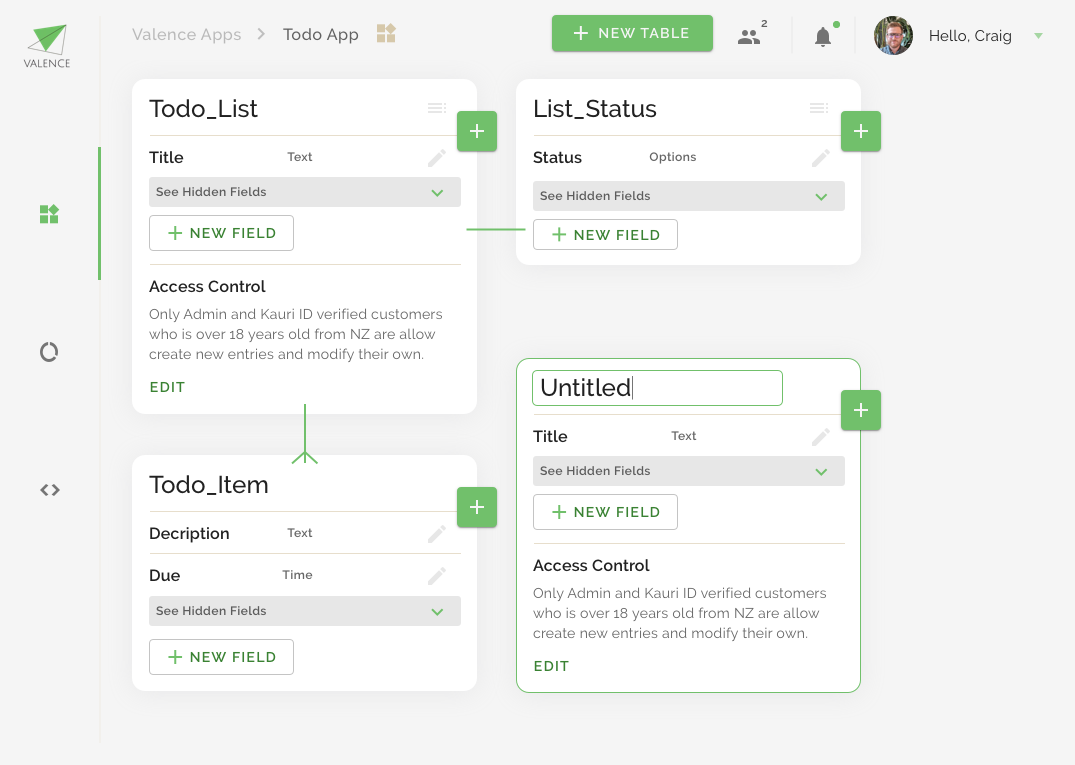 VALENCE
Valence Apps > Todo App
+ NEW TABLE
2
Hello, Craig
Todo_List
Title Text
See Hidden Fields
+ NEW FIELD
Access Control
Only Admin and Kauri ID verified customers
who is over 18 years old from NZ are allow
create new entries and modify their own.
EDIT
List_Status
Status Options
See Hidden Fields
+ NEW FIELD
Todo_Item
Decription Text
Due Time
See Hidden Fields
+ NEW FIELD
Untitled
Title Text
See Hidden Fields
+ NEW FIELD
Access Control
Only Admin and Kauri ID verified customers
who is over 18 years old from NZ are allow
create new entries and modify their own.
EDIT